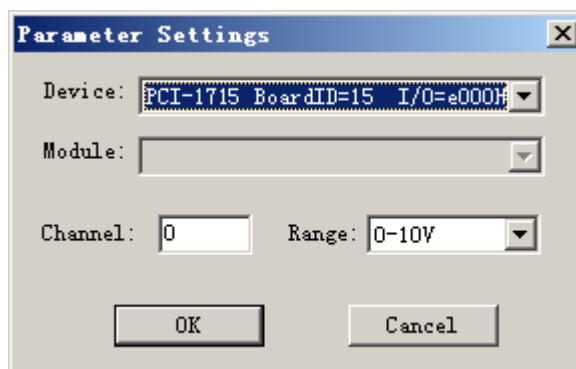 Parameter Settings
Device: PCI-1715 BoardID=15 I/O=e000H
Module:
Channel: 0 Range: 0-10V
OK Cancel